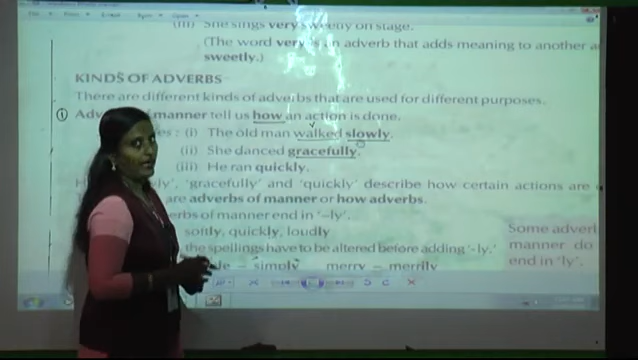 (iii) She sings very sweetly on stage.
(The word very is an adverb that adds meaning to another
sweetly.)
KINDS OF ADVERBS
There are different kinds of adverbs that are used for different purposes.
① of manner tell us how an action is done.
: (i) The old man walked slowly.
(ii) She danced gracefully.
(iii) He ran quickly.
'gracefully' and 'quickly' describe how certain actions are
are adverbs of manner or how adverbs.
of manner end in '–ly'.
softly, quickly, loudly
the spellings have to be altered before adding '-ly.'
– simply merry – merrily
Some
manner do
end in 'ly'.